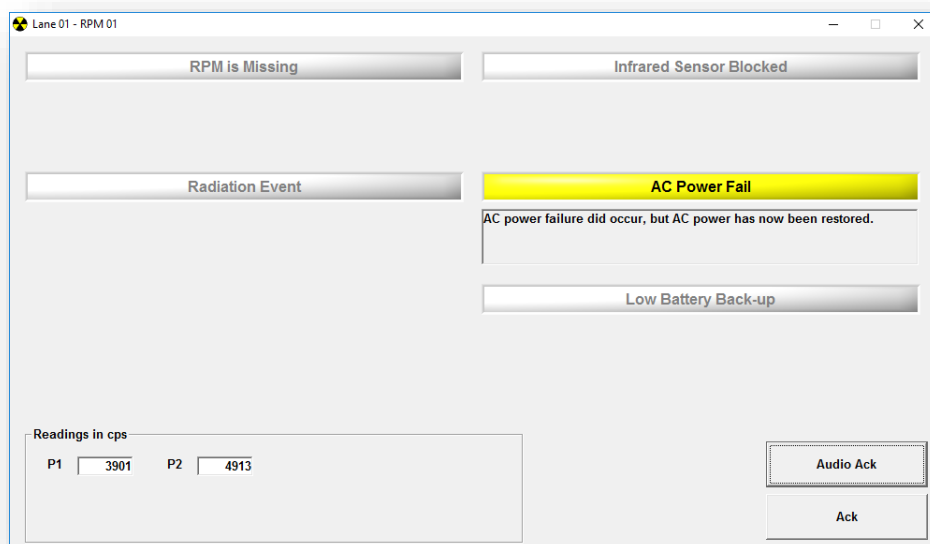 Lane 01 - RPM 01
RPM is Missing
Infrared Sensor Blocked
Radiation Event
AC Power Fail
AC power failure did occur, but AC power has now been restored.
Low Battery Back-up
Readings in cps
P1 3901 P2 4913
Audio Ack
Ack